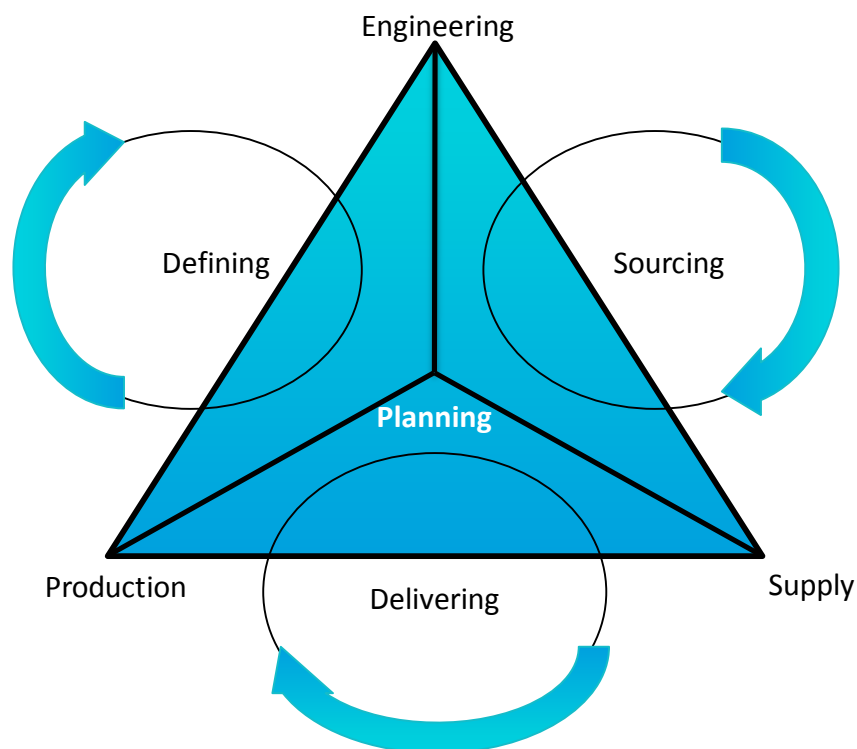 Engineering
Defining
Sourcing
Planning
Production
Delivering
Supply